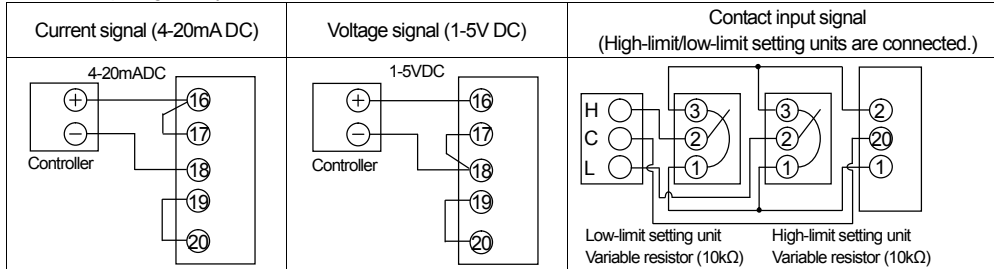 Current signal (4-20mA DC)
Voltage signal (1-5V DC)
Contact input signal
(High-limit/low-limit setting units are connected.)
4-20mADC
+
−
Controller
16
17
18
19
20
1-5VDC
+
−
Controller
16
17
18
19
20
H
C
L
3
2
1
3
2
1
2
20
1
Low-limit setting unit
Variable resistor (10kΩ)
High-limit setting unit
Variable resistor (10kΩ)